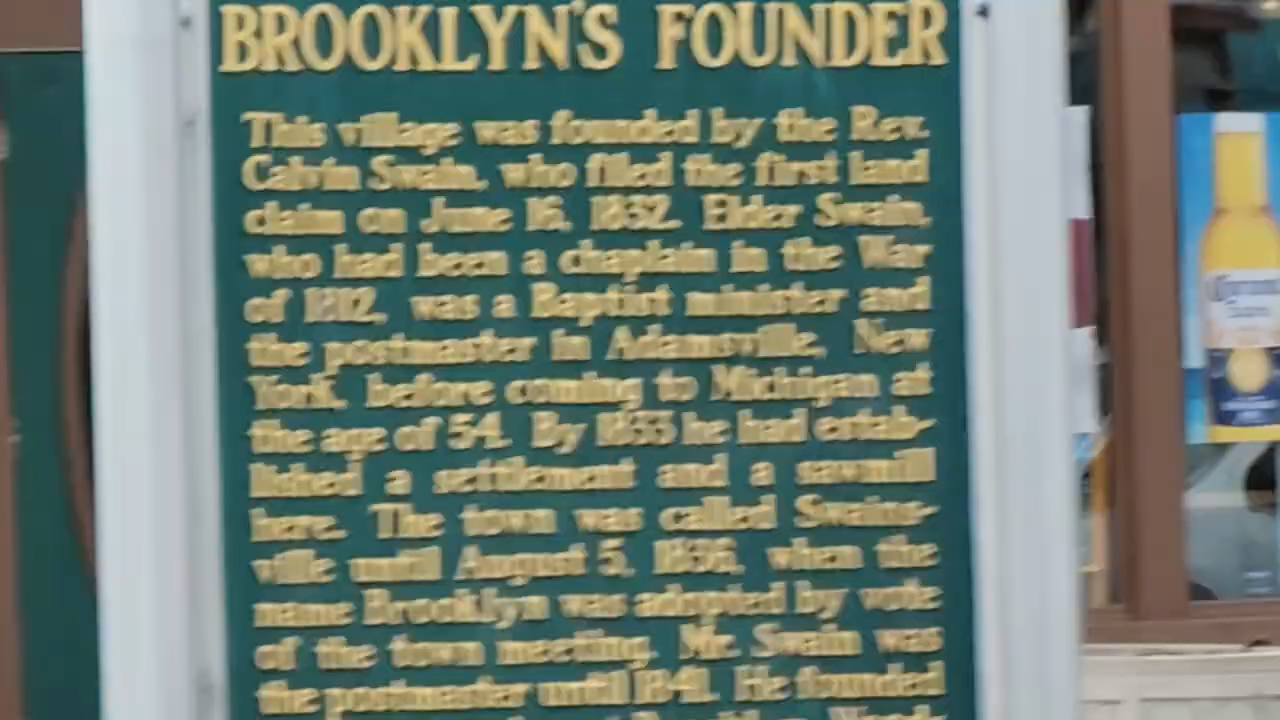 BROOKLYN'S FOUNDER
This village was founded by the Rev.
Calvin Swain, who filed the first land
claim on June 16, 1832. Elder Swain,
who had been a chaplain in the War
of 1812, was a Baptist minister and
the postmaster in Adamsville, New
York, before coming to Michigan at
the age of 54. By 1833 he had estab-
lished a settlement and a sawmill
here. The town was called Swains-
ville until August 5, 1836, when the
name Brooklyn was adopted by vote
of the town meeting. Mr. Swain was
the postmaster until 1841. He founded